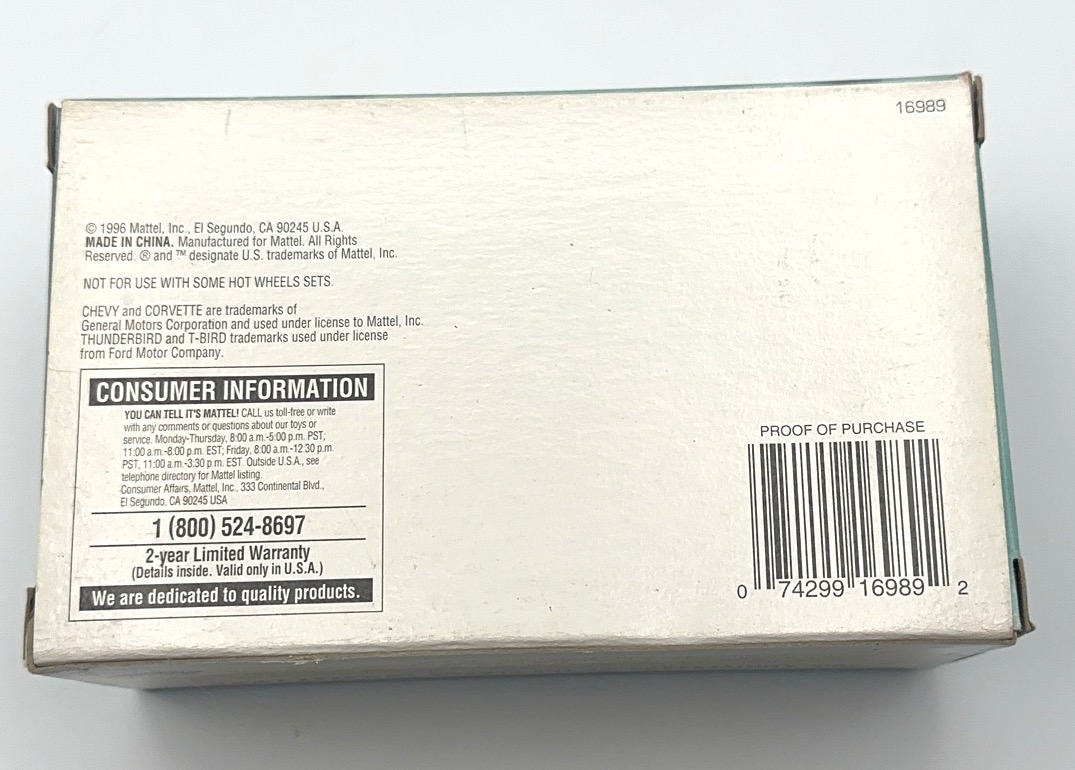 16989
© 1996 Mattel, Inc., El Segundo, CA 90245 U.S.A.
MADE IN CHINA. Manufactured for Mattel. All Rights
Reserved. ® and ™ designate U.S. trademarks of Mattel, Inc.
NOT FOR USE WITH SOME HOT WHEELS SETS.
CHEVY and CORVETTE are trademarks of
General Motors Corporation and used under license to Mattel, Inc.
THUNDERBIRD and T-BIRD trademarks used under license
from Ford Motor Company.
CONSUMER INFORMATION
YOU CAN TELL IT'S MATTEL! CALL us toll-free or write
with any comments or questions about our toys or
service. Monday-Thursday, 8:00 a.m.-5:00 p.m. PST;
11:00 a.m.-8:00 p.m. EST; Friday, 8:00 a.m.-12:30 p.m.
PST, 11:00 a.m.-3:30 p.m. EST Outside U.S.A., see
telephone directory for Mattel listing.
Consumer Affairs, Mattel, Inc., 333 Continental Blvd.,
El Segundo, CA 90245 USA
1 (800) 524-8697
2-year Limited Warranty
(Details inside. Valid only in U.S.A.)
We are dedicated to quality products.
PROOF OF PURCHASE
0 74299 16989 2